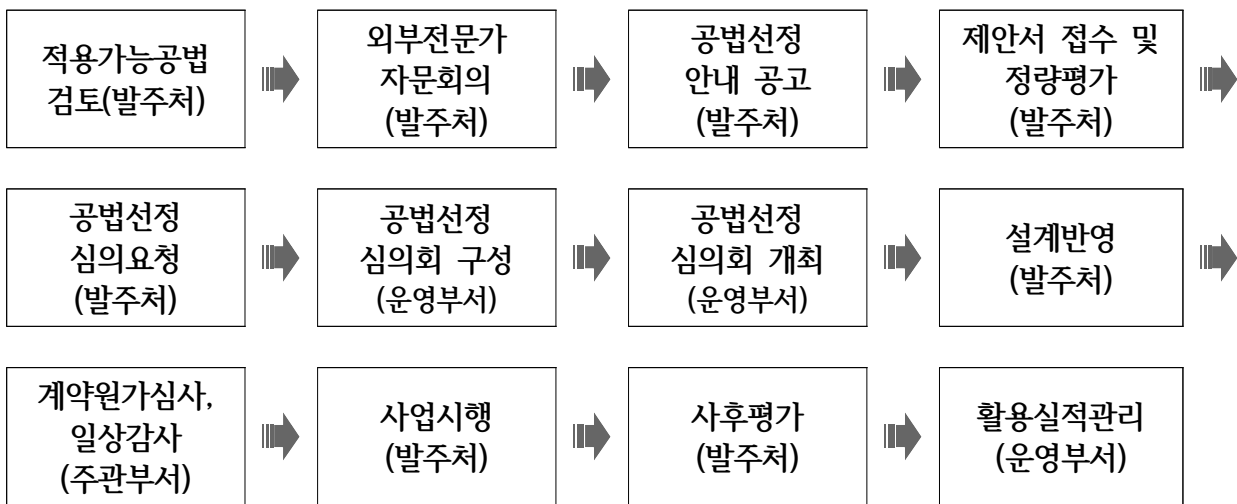 적용가능공법
검토(발주처)
외부전문가
자문회의
(발주처)
공법선정
안내 공고
(발주처)
제안서 접수 및
정량평가
(발주처)
공법선정
심의요청
(발주처)
공법선정
심의회 구성
(운영부서)
공법선정
심의회 개최
(운영부서)
설계반영
(발주처)
계약원가심사,
일상감사
(주관부서)
사업시행
(발주처)
사후평가
(발주처)
활용실적관리
(운영부서)